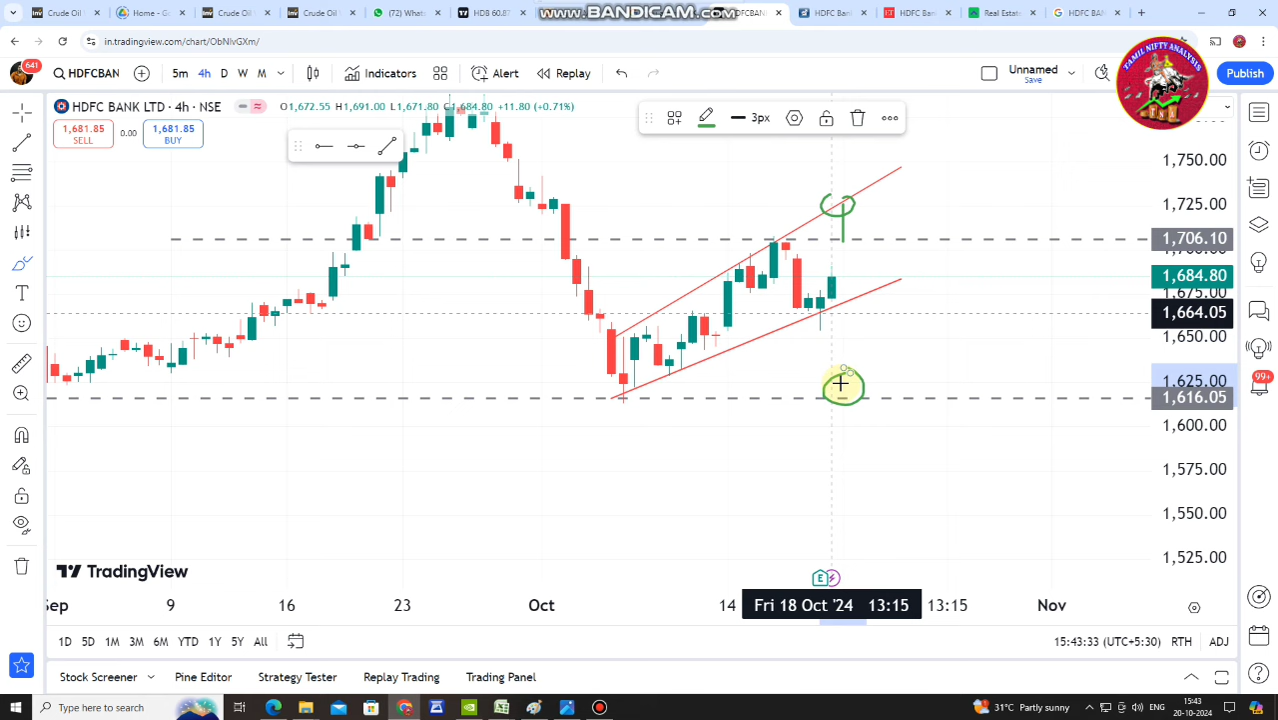 Crude Oil
Home - G
Crude Oil
Crude Oil
(72) Whats
HDB 60.87
www.BANDICAM.com
HDFCBANK
HDFC Bank
HDFC Bank
Real Estate
HDFC BANK
in.tradingview.com/chart/ObNlvGXm/
641
HDFCBAN
5m
4h
D
W
M
Indicators
Alert
Replay
Unnamed
Save
Publish
TAMIL NIFTY ANALYSIS
TNA
HDFC BANK LTD · 4h · NSE
O1,672.55 H1,691.00 L1,671.80 C1,684.80 +11.80 (+0.71%)
1,681.85
SELL
0.00
1,681.85
BUY
3px
1,750.00
1,725.00
1,706.10
1,684.80
1,675.00
1,664.05
1,650.00
1,625.00
1,616.05
1,600.00
1,575.00
1,550.00
1,525.00
99+
TradingView
E
Sep
9
16
23
Oct
14
Fri 18 Oct '24 13:15
13:15
Nov
1D 5D 1M 3M 6M YTD 1Y 5Y All
15:43:33 (UTC+5:30)
RTH
ADJ
Stock Screener
Pine Editor
Strategy Tester
Replay Trading
Trading Panel
Type here to search
31°C Partly sunny
ENG
15:43
20-10-2024